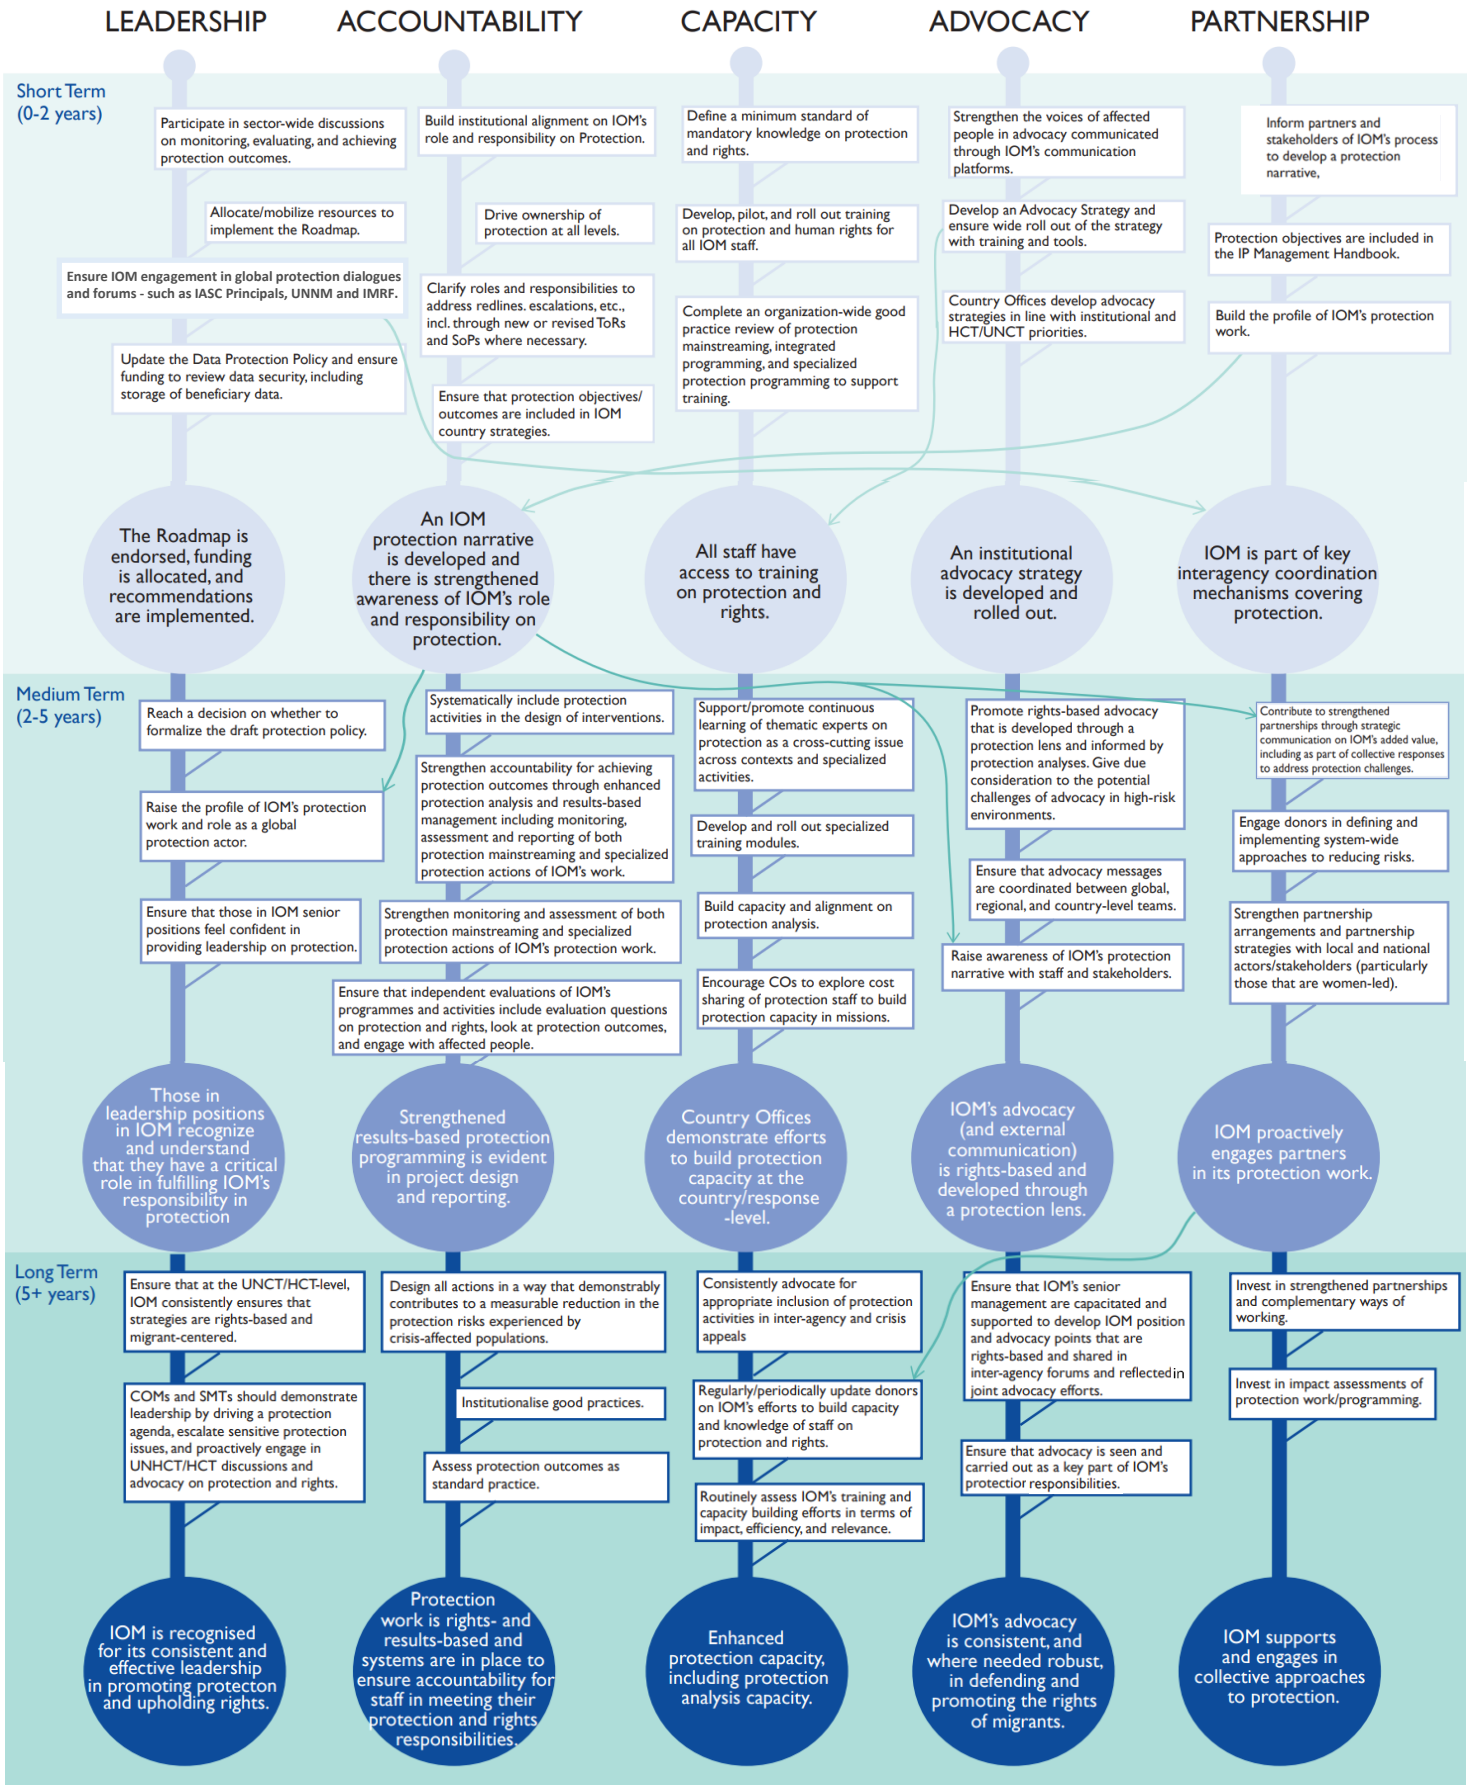 LEADERSHIP
ACCOUNTABILITY
CAPACITY
ADVOCACY
PARTNERSHIP
Short Term
(0-2 years)
Participate in sector-wide discussions
on monitoring, evaluating, and achieving
protection outcomes.
Allocate/mobilize resources to
implement the Roadmap.
Ensure IOM engagement in global protection dialogues
and forums - such as IASC Principals, UNNM and IMRF.
Update the Data Protection Policy and ensure
funding to review data security, including
storage of beneficiary data.
Build institutional alignment on IOM's
role and responsibility on Protection.
Drive ownership of
protection at all levels.
Clarify roles and responsibilities to
address redlines. escalations, etc.,
incl. through new or revised ToRs
and SoPs where necessary.
Ensure that protection objectives/
outcomes are included in IOM
country strategies.
Define a minimum standard of
mandatory knowledge on protection
and rights.
Develop, pilot, and roll out training
on protection and human rights for
all IOM staff.
Complete an organization-wide good
practice review of protection
mainstreaming, integrated
programming, and specialized
protection programming to support
training.
Strengthen the voices of affected
people in advocacy communicated
through IOM's communication
platforms.
Develop an Advocacy Strategy and
ensure wide roll out of the strategy
with training and tools.
Country Offices develop advocacy
strategies in line with institutional and
HCT/UNCT priorities.
Inform partners and
stakeholders of IOM's process
to develop a protection
narrative,
Protection objectives are included in
the IP Management Handbook.
Build the profile of IOM's protection
work.
The Roadmap is
endorsed, funding
is allocated, and
recommendations
are implemented.
An IOM
protection narrative
is developed and
there is strengthened
awareness of IOM's role
and responsibility on
protection.
All staff have
access to training
on protection and
rights.
An institutional
advocacy strategy
is developed and
rolled out.
IOM is part of key
interagency coordination
mechanisms covering
protection.
Medium Term
(2-5 years)
Reach a decision on whether to
formalize the draft protection policy.
Raise the profile of IOM's protection
work and role as a global
protection actor.
Ensure that those in IOM senior
positions feel confident in
providing leadership on protection.
Systematically include protection
activities in the design of interventions.
Strengthen accountability for achieving
protection outcomes through enhanced
protection analysis and results-based
management including monitoring,
assessment and reporting of both
protection mainstreaming and specialized
protection actions of IOM's work.
Strengthen monitoring and assessment of both
protection mainstreaming and specialized
protection actions of IOM's protection work.
Ensure that independent evaluations of IOM's
programmes and activities include evaluation questions
on protection and rights, look at protection outcomes,
and engage with affected people.
Support/promote continuous
learning of thematic experts on
protection as a cross-cutting issue
across contexts and specialized
activities.
Develop and roll out specialized
training modules.
Build capacity and alignment on
protection analysis.
Encourage COs to explore cost
sharing of protection staff to build
protection capacity in missions.
Promote rights-based advocacy
that is developed through a
protection lens and informed by
protection analyses. Give due
consideration to the potential
challenges of advocacy in high-risk
environments.
Ensure that advocacy messages
are coordinated between global,
regional, and country-level teams.
Raise awareness of IOM's protection
narrative with staff and stakeholders.
Contribute to strengthened
partnerships through strategic
communication on IOM's added value,
including as part of collective responses
to address protection challenges.
Engage donors in defining and
implementing system-wide
approaches to reducing risks.
Strengthen partnership
arrangements and partnership
strategies with local and national
actors/stakeholders (particularly
those that are women-led).
Those in
leadership positions
in IOM recognize
and understand
that they have a critical
role in fulfilling IOM's
responsibility in
protection
Strengthened
results-based protection
programming is evident
in project design
and reporting.
Country Offices
demonstrate efforts
to build protection
capacity at the
country/response
-level.
IOM's advocacy
(and external
communication)
is rights-based and
developed through
a protection lens.
IOM proactively
engages partners
in its protection work.
Long Term
(5+ years)
Ensure that at the UNCT/HCT-level,
IOM consistently ensures that
strategies are rights-based and
migrant-centered.
COMs and SMTs should demonstrate
leadership by driving a protection
agenda, escalate sensitive protection
issues, and proactively engage in
UNHCT/HCT discussions and
advocacy on protection and rights.
Design all actions in a way that demonstrably
contributes to a measurable reduction in the
protection risks experienced by
crisis-affected populations.
Institutionalise good practices.
Assess protection outcomes as
standard practice.
Consistently advocate for
appropriate inclusion of protection
activities in inter-agency and crisis
appeals
Regularly/periodically update donors
on IOM's efforts to build capacity
and knowledge of staff on
protection and rights.
Routinely assess IOM's training and
capacity building efforts in terms of
impact, efficiency, and relevance.
Ensure that IOM's senior
management are capacitated and
supported to develop IOM position
and advocacy points that are
rights-based and shared in
inter-agency forums and reflected in
joint advocacy efforts.
Ensure that advocacy is seen and
carried out as a key part of IOM's
protection responsibilities.
Invest in strengthened partnerships
and complementary ways of
working.
Invest in impact assessments of
protection work/programming.
IOM is recognised
for its consistent and
effective leadership
in promoting protecton
and upholding rights.
Protection
work is rights- and
results-based and
systems are in place to
ensure accountability for
staff in meeting their
protection and rights
responsibilities.
Enhanced
protection capacity,
including protection
analysis capacity.
IOM's advocacy
is consistent, and
where needed robust,
in defending and
promoting the rights
of migrants.
IOM supports
and engages in
collective approaches
to protection.